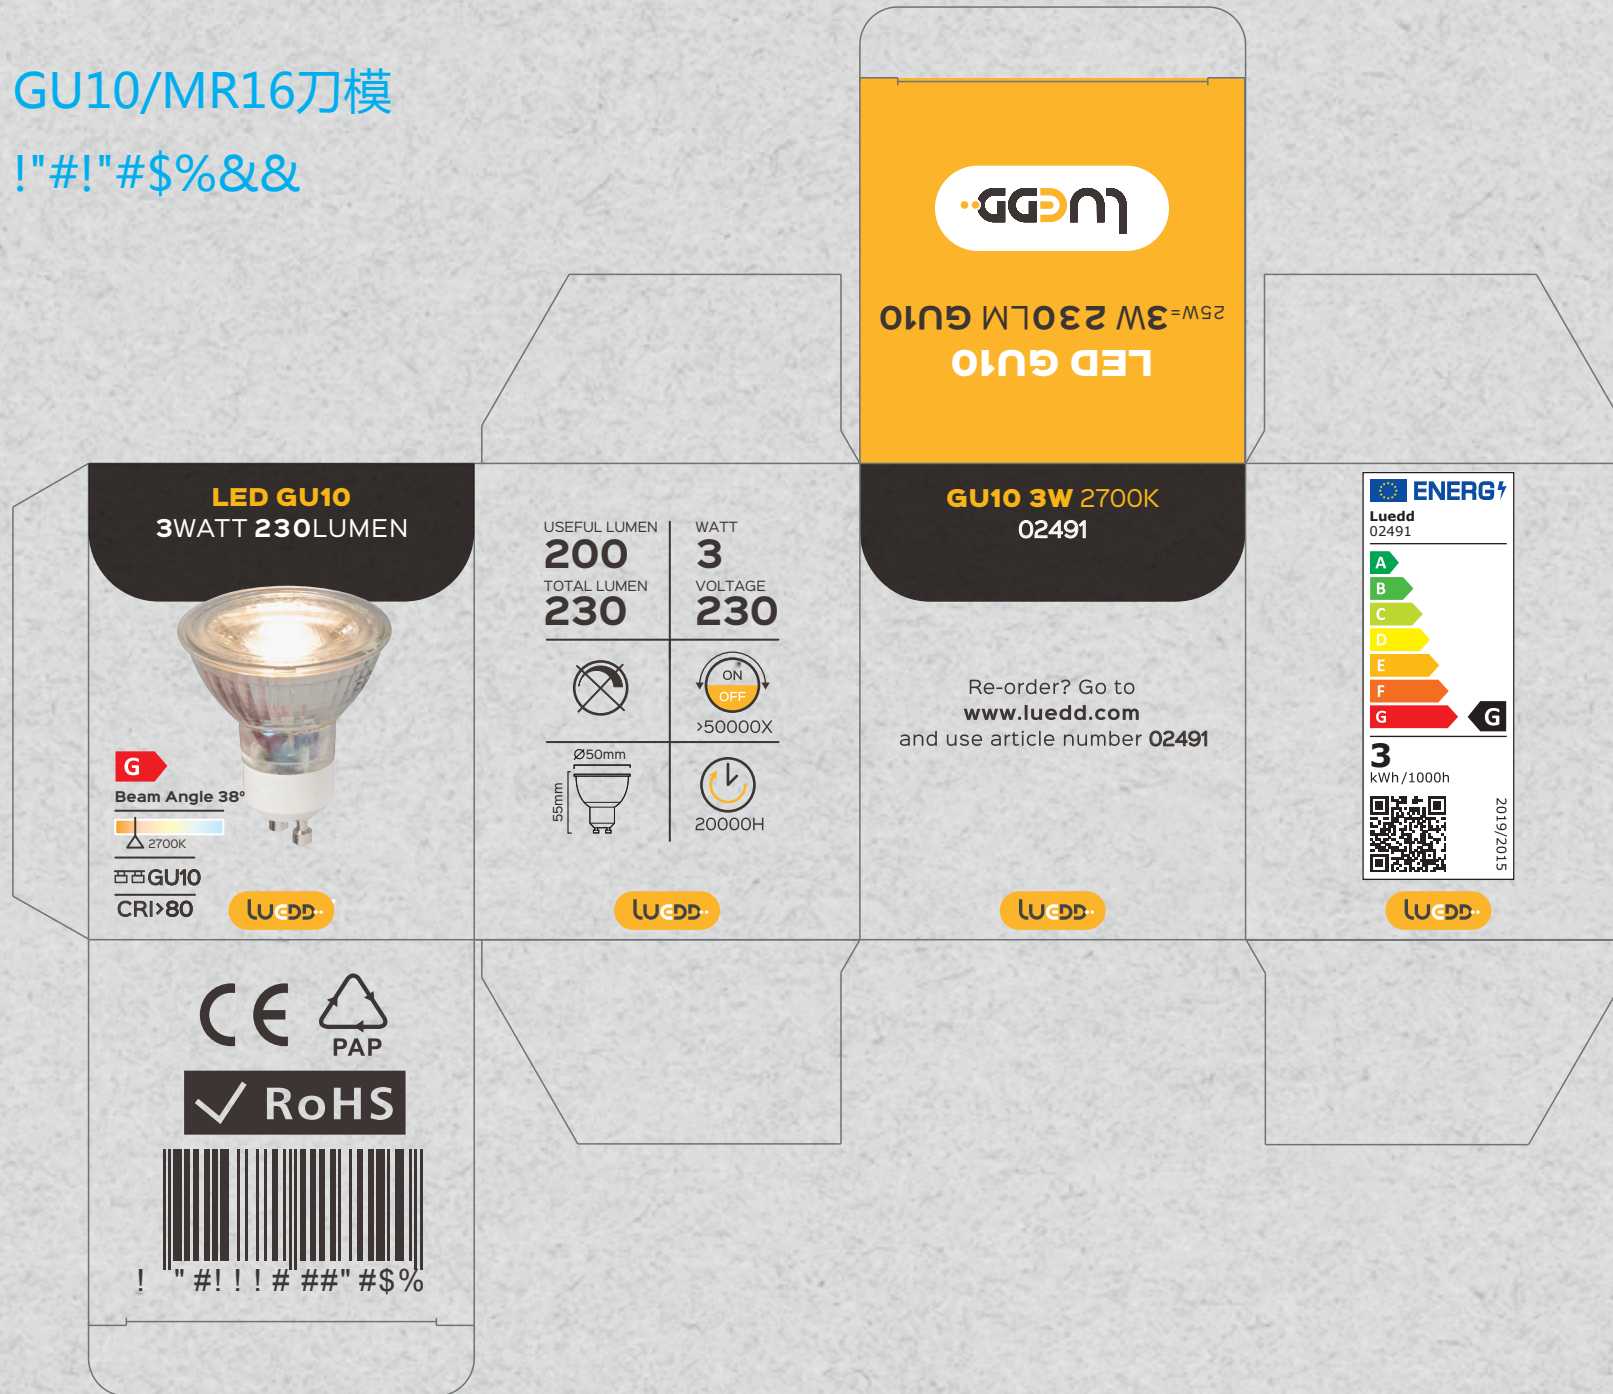 GU10/MR16刀模
!"#!"#$%&&
LUEDD
25W=3W 230LM GU10
LED GU10
LED GU10
3WATT 230LUMEN
G
Beam Angle 38°
2700K
GU10
CRI>80
LUEDD
USEFUL LUMEN
200
TOTAL LUMEN
230
WATT
3
VOLTAGE
230
ON
OFF
>50000X
Ø50mm
55mm
20000H
LUEDD
GU10 3W 2700K
02491
Re-order? Go to
www.luedd.com
and use article number 02491
LUEDD
ENERG
Luedd
02491
A
B
C
D
E
F
G
G
3
kWh/1000h
2019/2015
LUEDD
CE
PAP
RoHS
! "#!!!# ##"#$%